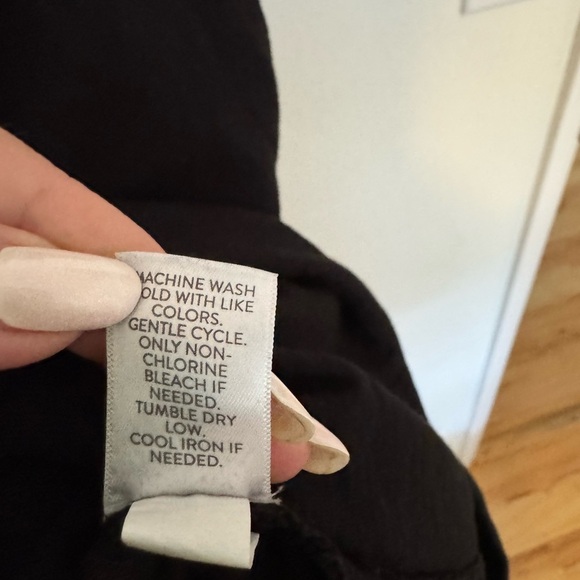 MACHINE WASH
OLD WITH LIKE
COLORS.
GENTLE CYCLE.
ONLY NON-
CHLORINE
BLEACH IF
NEEDED.
TUMBLE DRY
LOW.
COOL IRON IF
NEEDED.